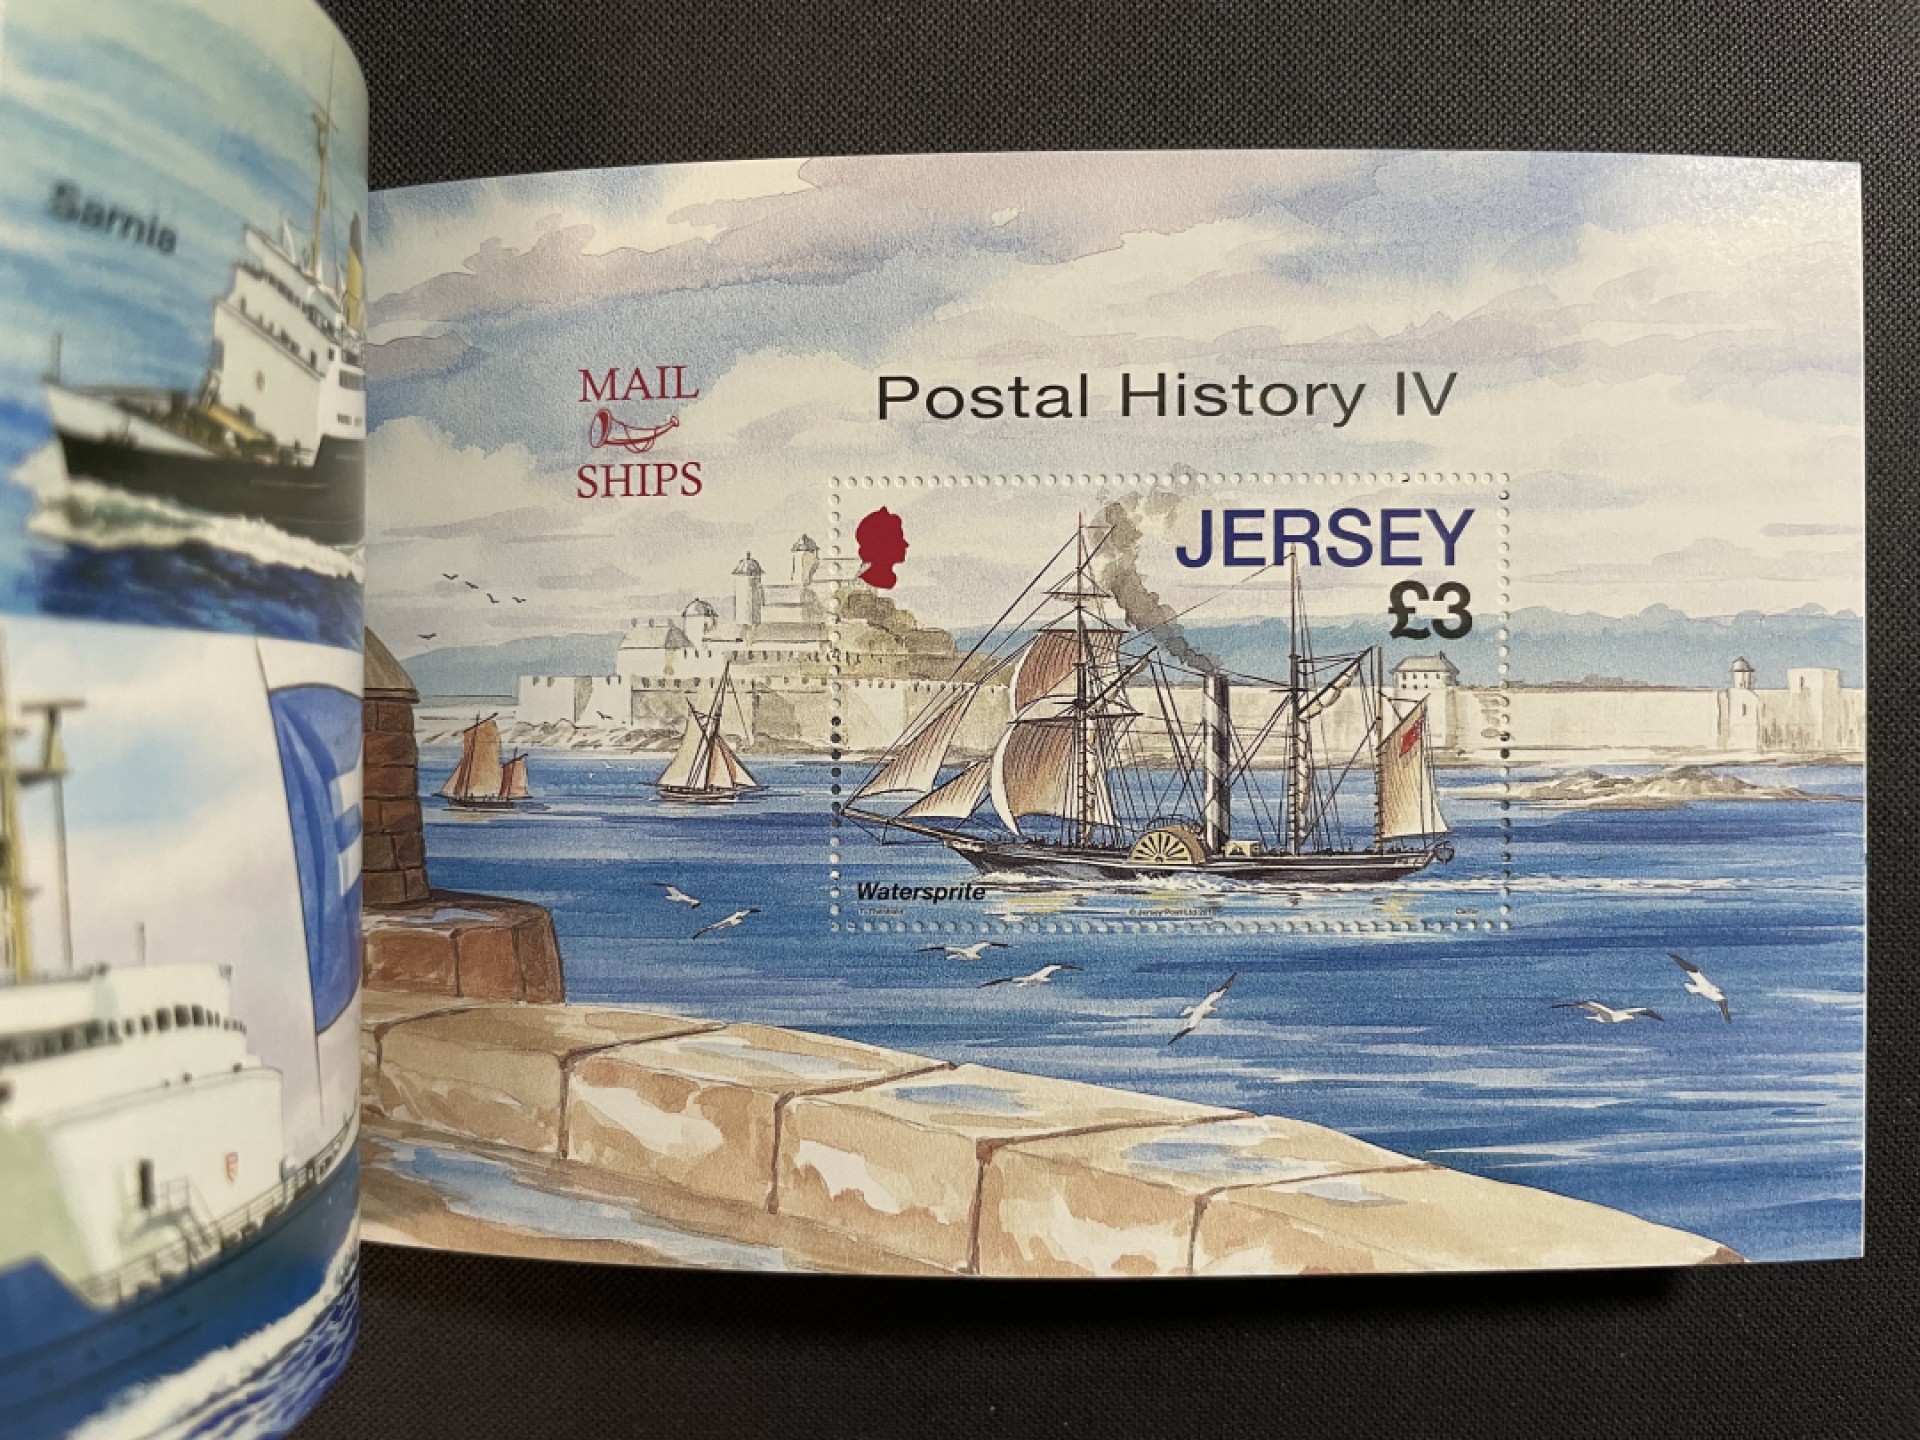 Sarnia
MAIL
SHIPS
Postal History IV
JERSEY
£3
Watersprite